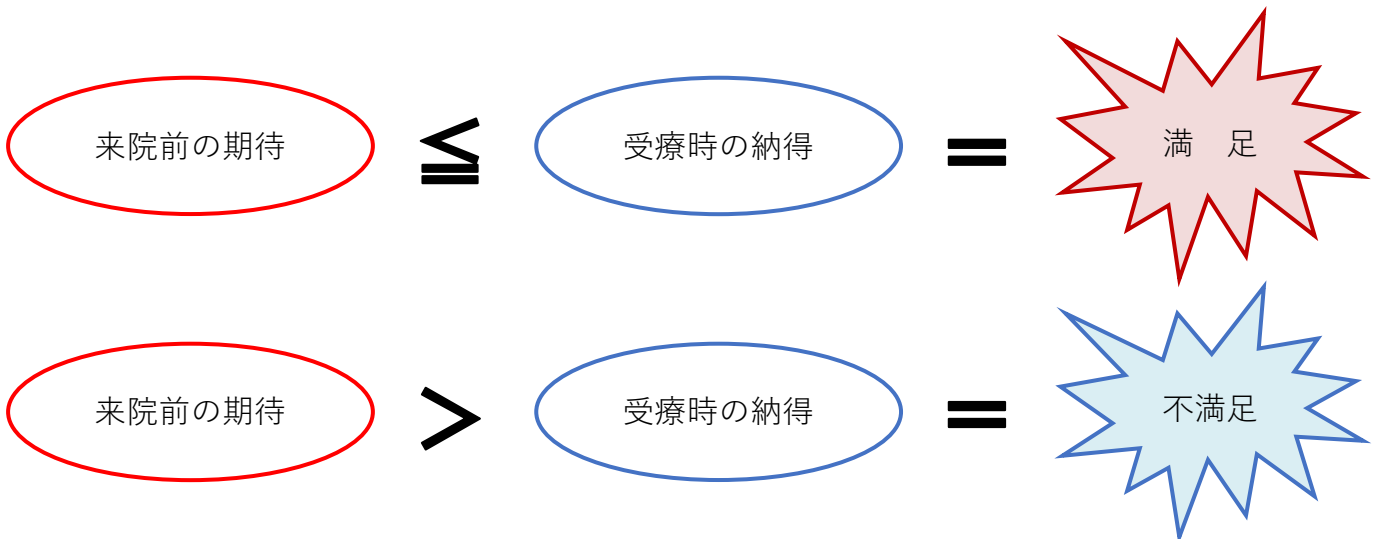 来院前の期待 ≦ 受療時の納得 = 満　足
来院前の期待 > 受療時の納得 = 不満足